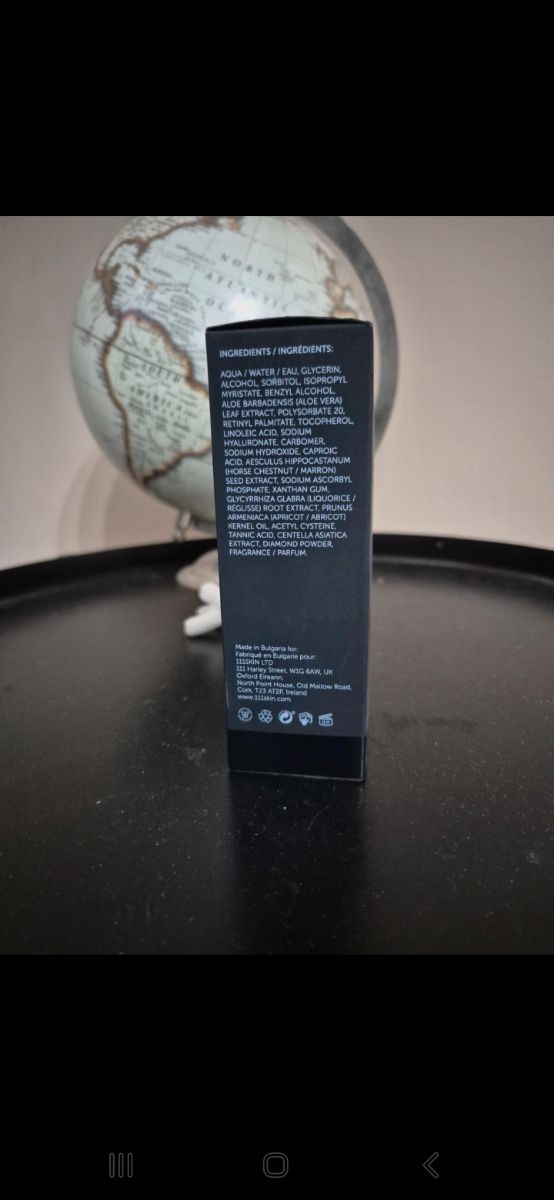 NORTH
ATLANTIC
SOUTH
AMERICA
INGREDIENTS / INGRÉDIENTS:
AQUA / WATER / EAU, GLYCERIN,
ALCOHOL, SORBITOL, ISOPROPYL
MYRISTATE, BENZYL ALCOHOL,
ALOE BARBADENSIS (ALOE VERA)
LEAF EXTRACT, POLYSORBATE 20,
RETINYL PALMITATE, TOCOPHEROL,
LINOLEIC ACID, SODIUM
HYALURONATE, CARBOMER,
SODIUM HYDROXIDE, CAPROIC
ACID, AESCULUS HIPPOCASTANUM
(HORSE CHESTNUT / MARRON)
SEED EXTRACT, SODIUM ASCORBYL
PHOSPHATE, XANTHAN GUM,
GLYCYRRHIZA GLABRA (LIQUORICE /
RÉGLISSE) ROOT EXTRACT, PRUNUS
ARMENIACA (APRICOT / ABRICOT)
KERNEL OIL, ACETYL CYSTEINE,
TANNIC ACID, CENTELLA ASIATICA
EXTRACT, DIAMOND POWDER,
FRAGRANCE / PARFUM.
Made in Bulgaria for:
Fabriqué en Bulgarie pour:
111SKIN LTD
111 Harley Street, W1G 6AW, UK
Oxford Eireann,
North Point House, Old Mallow Road,
Cork, T23 AT2P, Ireland
www.111skin.com